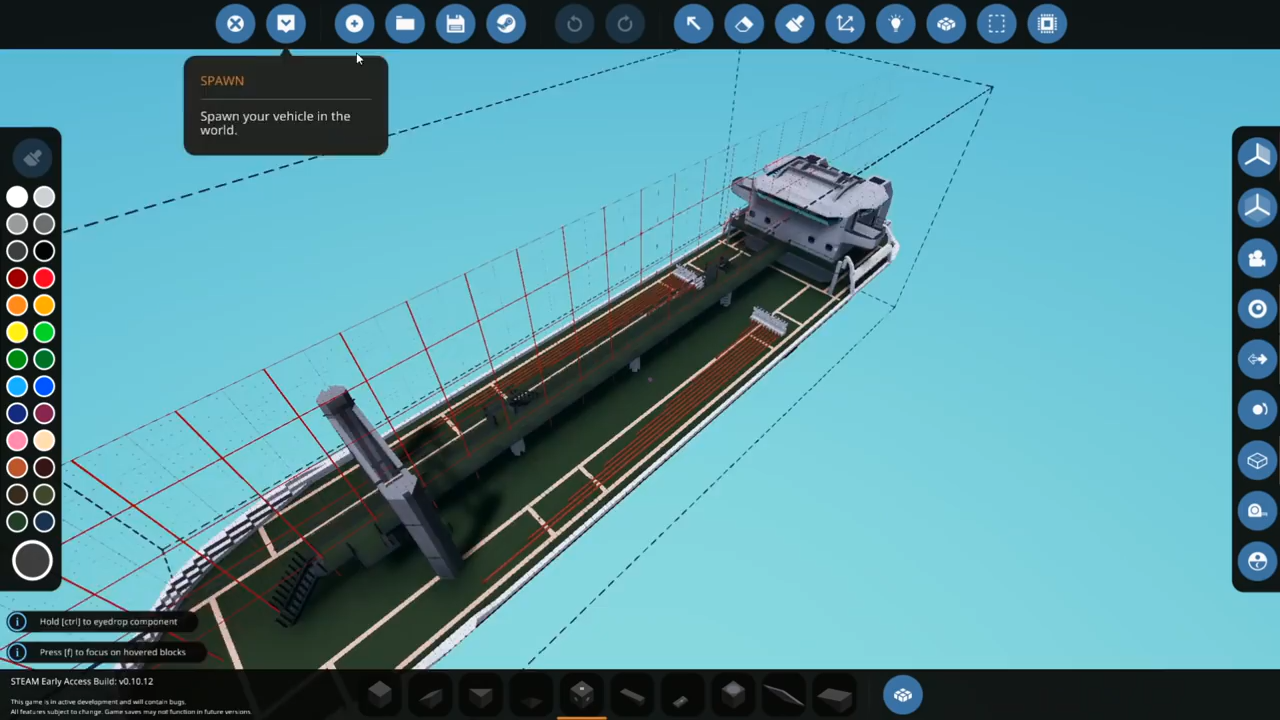 SPAWN
Spawn your vehicle in the
world.
Hold [ctrl] to eyedrop component
Press [f] to focus on hovered blocks
STEAM Early Access Build: v0.10.12
This game is in active development and will contain bugs.
All features subject to change. Game saves may not function in future versions.